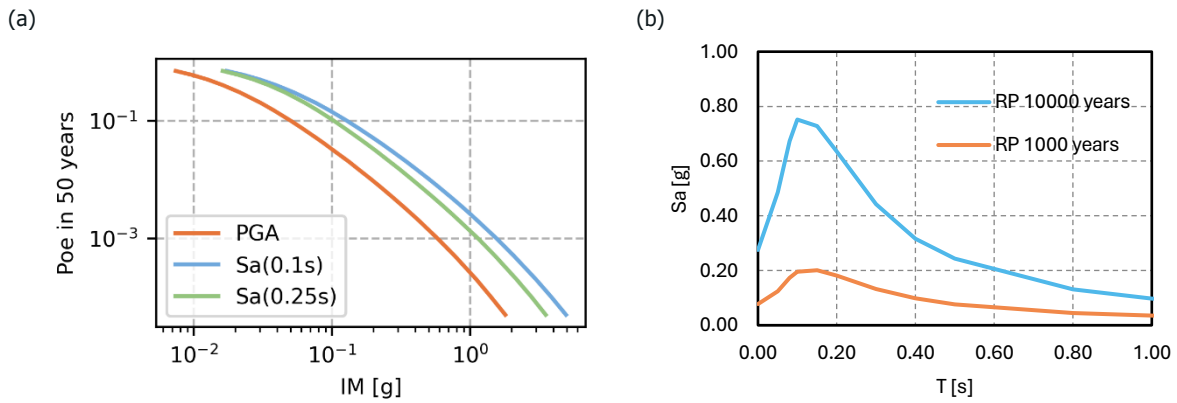 (a)
Poe in 50 years
10⁻¹
10⁻³
PGA
Sa(0.1s)
Sa(0.25s)
10⁻²
10⁻¹
10⁰
IM [g]
(b)
Sa [g]
1.00
0.80
0.60
0.40
0.20
0.00
RP 10000 years
RP 1000 years
0.00
0.20
0.40
0.60
0.80
1.00
T [s]